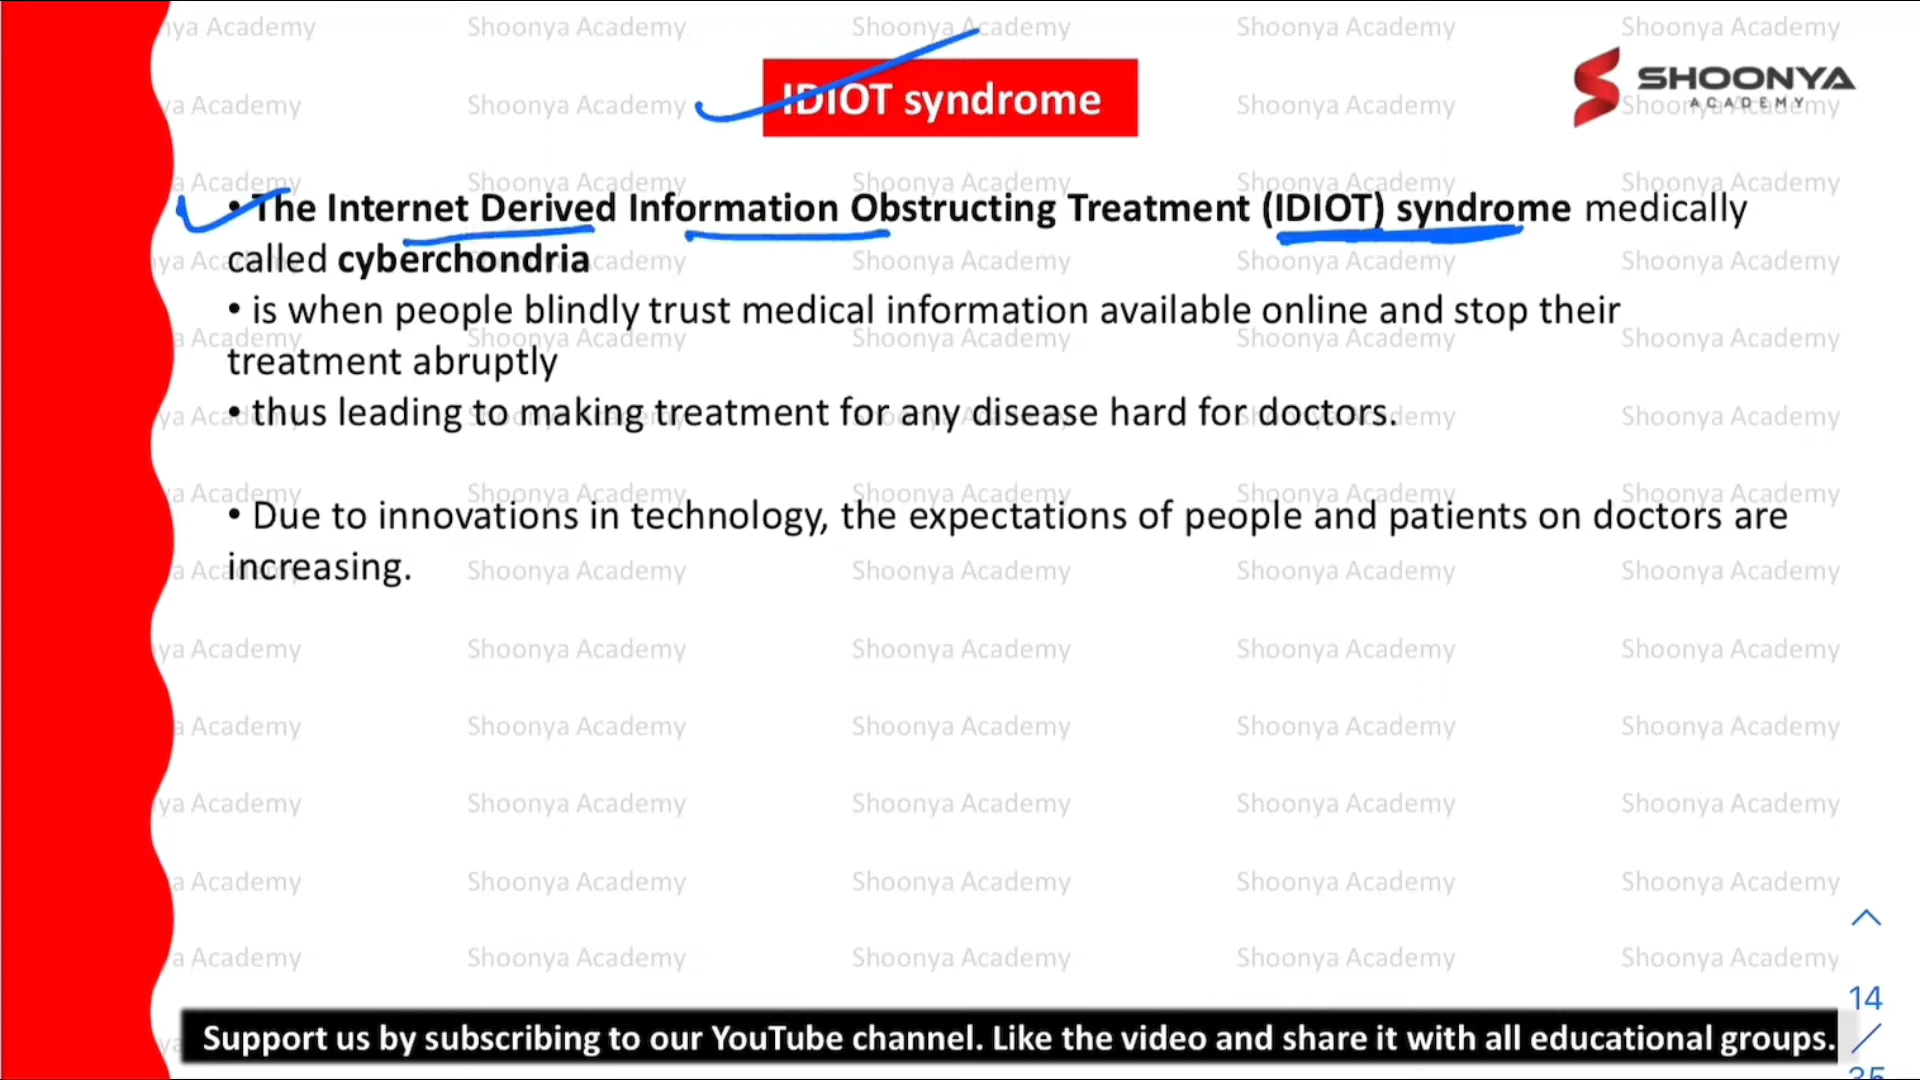 IDIOT syndrome
SHOONYA
ACADEMY
• The Internet Derived Information Obstructing Treatment (IDIOT) syndrome medically
called cyberchondria
• is when people blindly trust medical information available online and stop their
treatment abruptly
• thus leading to making treatment for any disease hard for doctors.
• Due to innovations in technology, the expectations of people and patients on doctors are
increasing.
Shoonya Academy
Support us by subscribing to our YouTube channel. Like the video and share it with all educational groups.
14
/
35